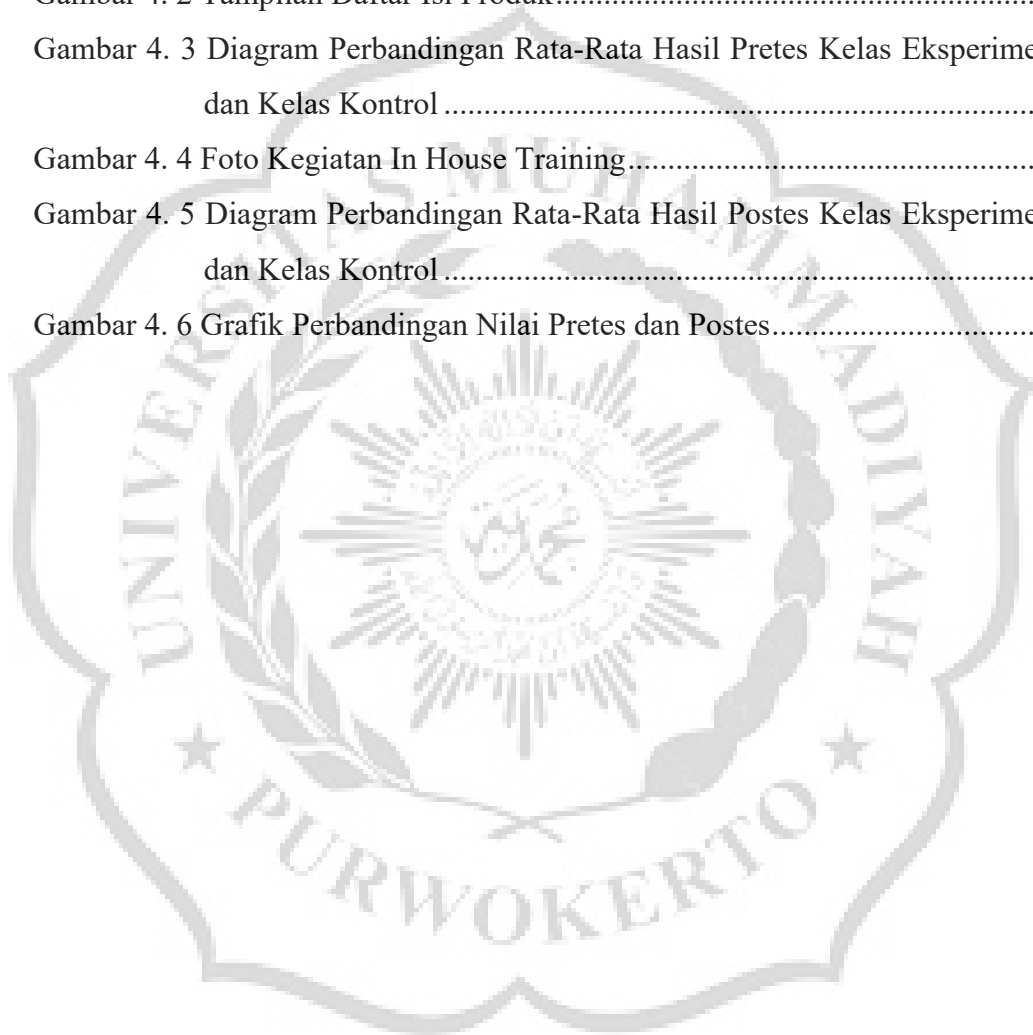 Gambar 4. 2 Tampilan Daftar Isi Produk........................................................
Gambar 4. 3 Diagram Perbandingan Rata-Rata Hasil Pretes Kelas Eksperime
dan Kelas Kontrol........................................................................
Gambar 4. 4 Foto Kegiatan In House Training...............................................
Gambar 4. 5 Diagram Perbandingan Rata-Rata Hasil Postes Kelas Eksperime
dan Kelas Kontrol........................................................................
Gambar 4. 6 Grafik Perbandingan Nilai Pretes dan Postes................................
UNIVERSITAS MUHAMMADIYAH
PURWOKERTO